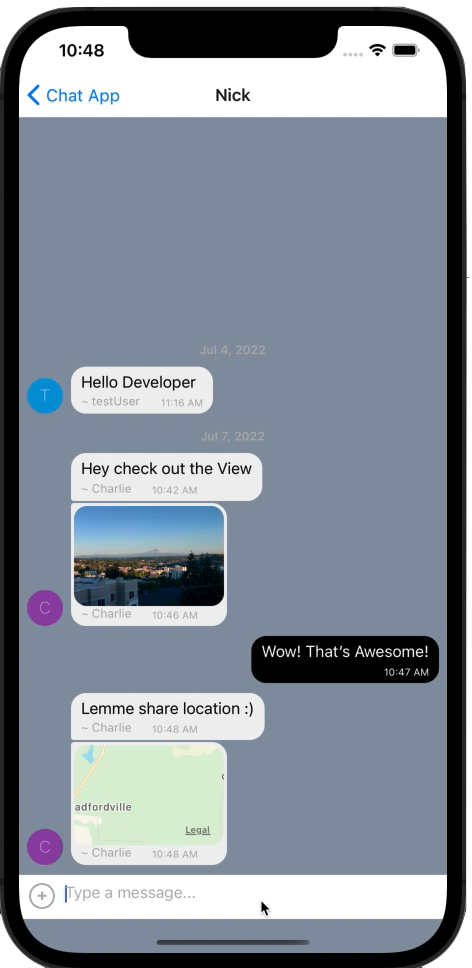 10:48
Chat App
Nick
Jul 4, 2022
Hello Developer
T
~ testUser 11:16 AM
Jul 7, 2022
Hey check out the View
~ Charlie 10:42 AM
C
~ Charlie 10:46 AM
Wow! That's Awesome!
10:47 AM
Lemme share location :)
~ Charlie 10:48 AM
adfordville
Legal
C
~ Charlie 10:48 AM
Type a message...